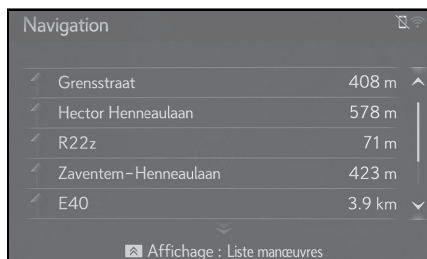 Navigation
Grensstraat 408 m
Hector Henneaulaan 578 m
R22z 71 m
Zaventem-Henneaulaan 423 m
E40 3.9 km
Affichage : Liste manœuvres